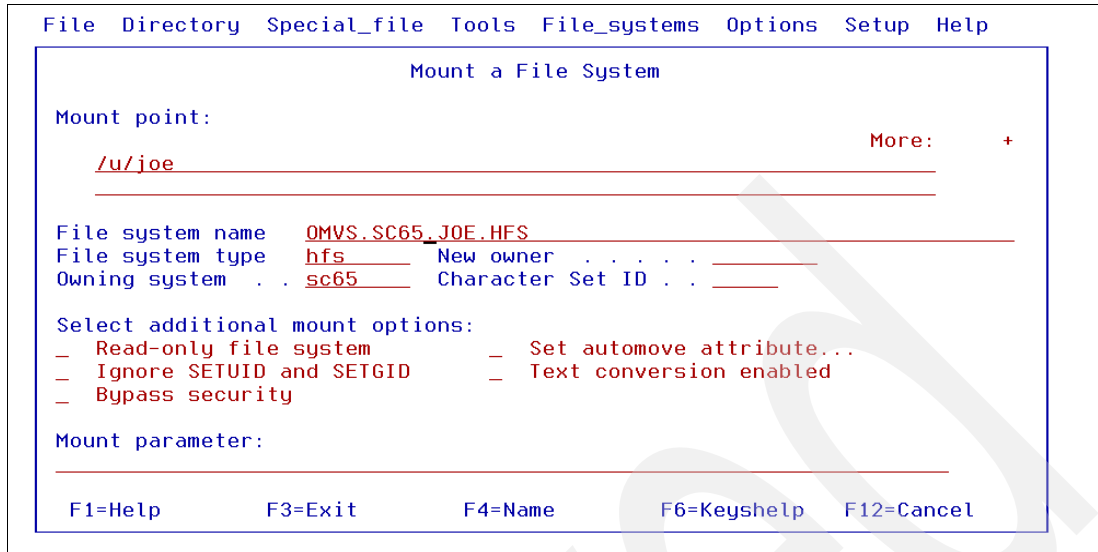 File Directory Special_file Tools File_systems Options Setup Help
Mount a File System
Mount point:
More: +
/u/joe
File system name OMVS.SC65.JOE.HFS
File system type hfs New owner . . . . .
Owning system . . sc65 Character Set ID . .
Select additional mount options:
_ Read-only file system _ Set automove attribute...
_ Ignore SETUID and SETGID _ Text conversion enabled
_ Bypass security
Mount parameter:
F1=Help F3=Exit F4=Name F6=Keyshelp F12=Cancel